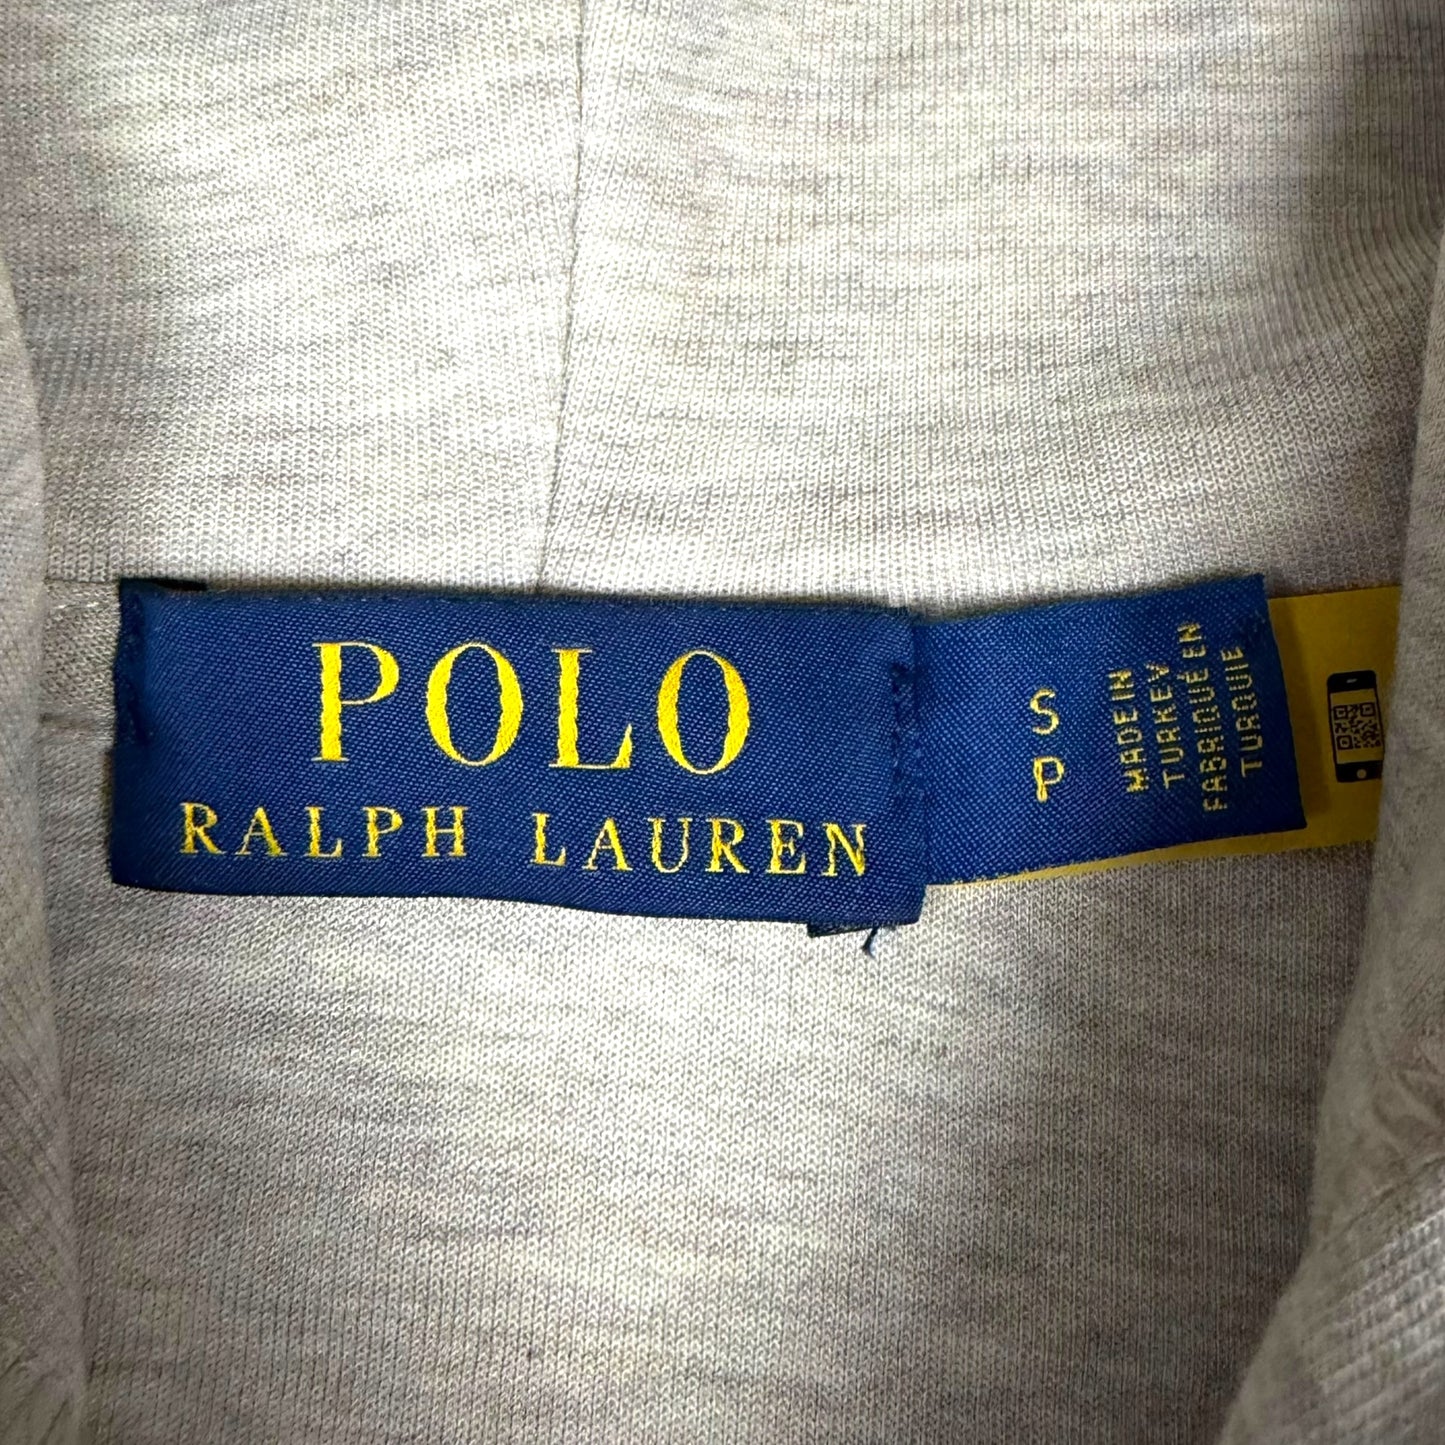 POLO
RALPH LAUREN
S
P
MADE IN
TURKEY
FABRIQUÉ EN
TURQUIE